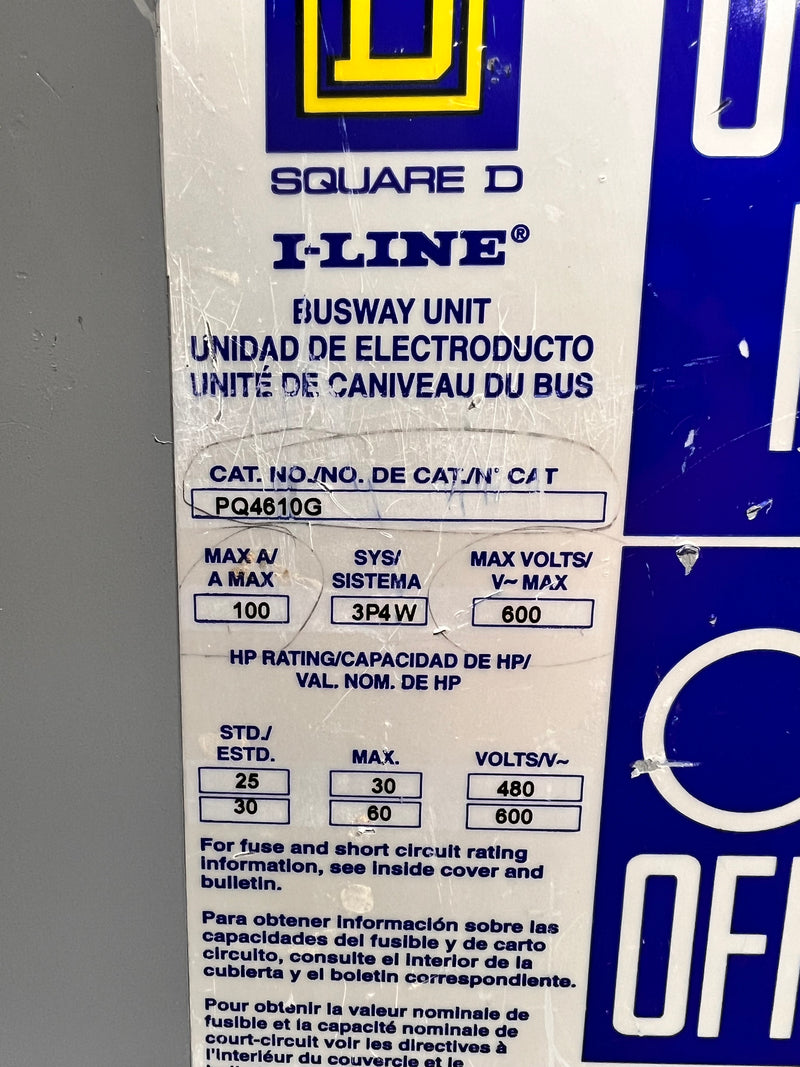 D
SQUARE D
I-LINE®
BUSWAY UNIT
UNIDAD DE ELECTRODUCTO
UNITÉ DE CANIVEAU DU BUS
CAT. NO./NO. DE CAT./N° CAT
PQ4610G
MAX A/
A MAX
100
SYS/
SISTEMA
3P4W
MAX VOLTS/
V~ MAX
600
HP RATING/CAPACIDAD DE HP/
VAL. NOM. DE HP
STD./
ESTD.
MAX.
VOLTS/V~
25
30
480
30
60
600
For fuse and short circuit rating
information, see inside cover and
bulletin.
Para obtener información sobre las
capacidades del fusible y de carto
circuito, consulte el interior de la
cubierta y el boletin correspondiente.
Pour obtenir la valeur nominale de
fusible et la capacité nominale de
court-circuit voir les directives à
l'interiéur du couvercle et le
O
OF